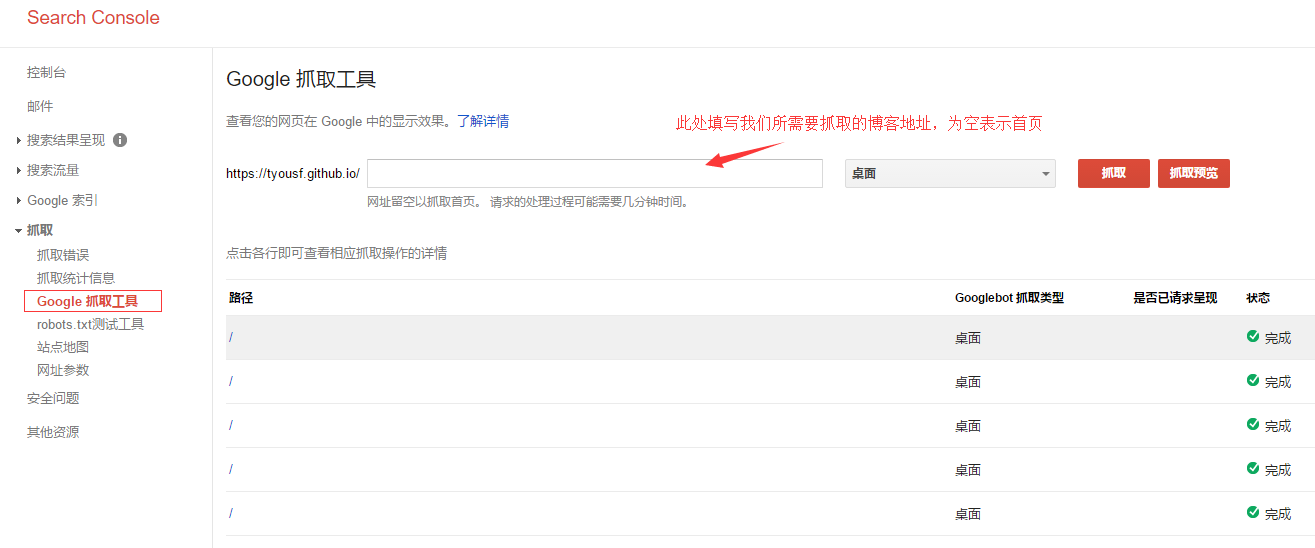 Search Console
控制台
邮件
搜索结果呈现 i
搜索流量
Google 索引
抓取
抓取错误
抓取统计信息
Google 抓取工具
robots.txt测试工具
站点地图
网址参数
安全问题
其他资源
Google 抓取工具
查看您的网页在 Google 中的显示效果。了解详情
此处填写我们所需要抓取的博客地址，为空表示首页
https://tyousf.github.io/ 桌面 抓取 抓取预览
网址留空以抓取首页。 请求的处理过程可能需要几分钟时间。
点击各行即可查看相应抓取操作的详情
路径 Googlebot 抓取类型 是否已请求呈现 状态
/ 桌面 完成
/ 桌面 完成
/ 桌面 完成
/ 桌面 完成
/ 桌面 完成